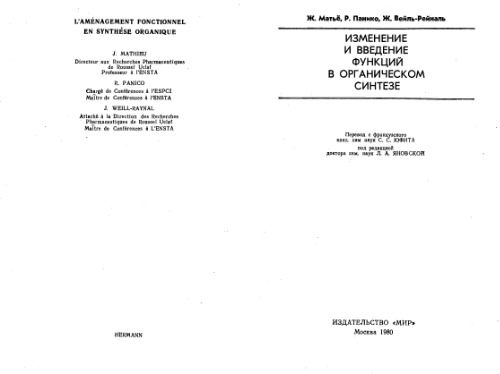 L'AMÉNAGEMENT FONCTIONNEL
EN SYNTHÈSE ORGANIQUE
J. MATHIEU
Directeur aux Recherches Pharmaceutiques
de Roussel Uclaf
Professeur à l'ENSTA
R. PANICO
Chargé de Conférences à l'ESPCI
Maître de Conférences à l'ENSTA
J. WEILL-RAYNAL
Attaché à la Direction des Recherches
Pharmaceutiques de Roussel Uclaf
Maître de Conférences à l'ENSTA
HERMANN
Ж. Матьё, Р. Панико, Ж. Вейль-Рейналь
ИЗМЕНЕНИЕ
И ВВЕДЕНИЕ
ФУНКЦИЙ
В ОРГАНИЧЕСКОМ
СИНТЕЗЕ
Перевод с французского
канд. хим. наук С. С. ЮФИТА
под редакцией
доктора хим. наук Л. А. ЯНОВСКОЙ
ИЗДАТЕЛЬСТВО «МИР»
Москва 1980